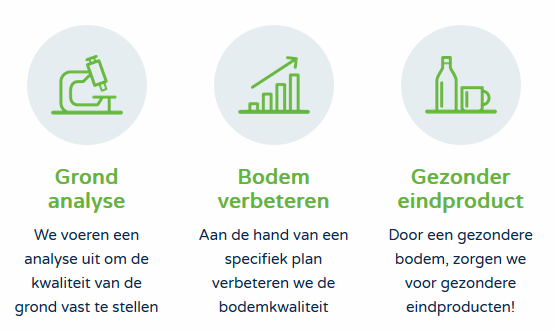 Grond
analyse
We voeren een
analyse uit om de
kwaliteit van de
grond vast te stellen
Bodem
verbeteren
Aan de hand van een
specifiek plan
verbeteren we de
bodemkwaliteit
Gezonder
eindproduct
Door een gezondere
bodem, zorgen we
voor gezondere
eindproducten!